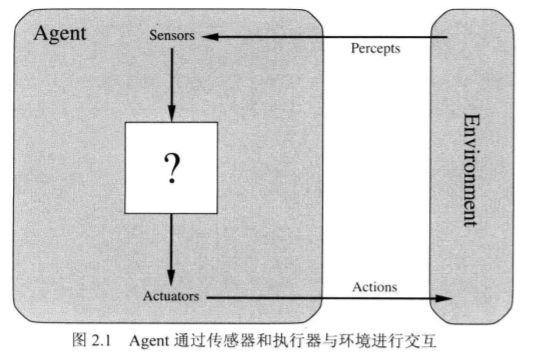 Agent
Sensors
Percepts
Environment
?
Actuators
Actions
图 2.1 Agent 通过传感器和执行器与环境进行交互